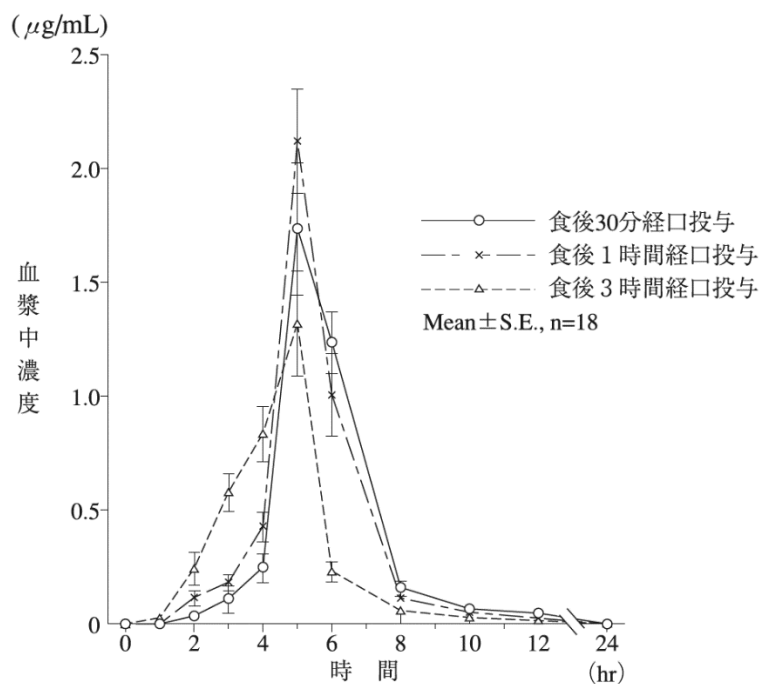 (μg/mL)
2.5
2.0
1.5
1.0
0.5
0
血漿中濃度
食後30分経口投与
食後1時間経口投与
食後3時間経口投与
Mean±S.E., n=18
0 2 4 6 8 10 12 24
時 間 (hr)